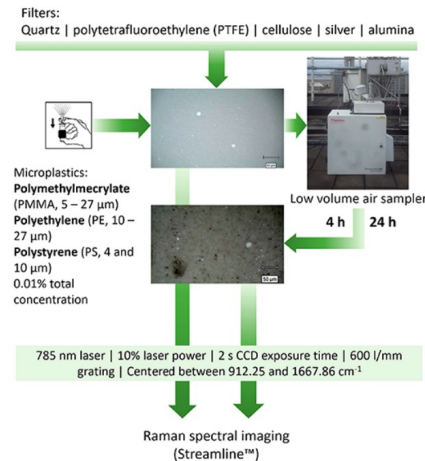 Filters:
Quartz | polytetrafluoroethylene (PTFE) | cellulose | silver | alumina
Microplastics:
Polymethylmecrylate
(PMMA, 5 – 27 μm)
Polyethylene (PE, 10 –
27 μm)
Polystyrene (PS, 4 and
10 μm)
0.01% total
concentration
Low volume air sampler
4 h 24 h
50 μm
785 nm laser | 10% laser power | 2 s CCD exposure time | 600 l/mm
grating | Centered between 912.25 and 1667.86 cm⁻¹
Raman spectral imaging
(Streamline™)